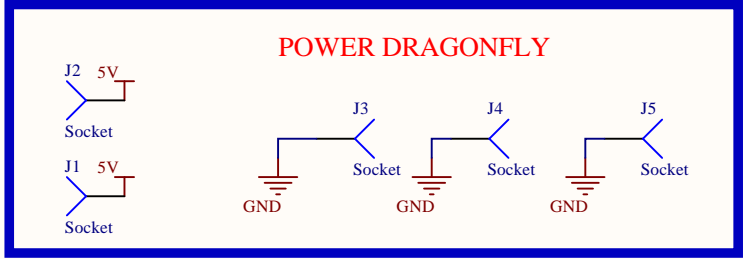 POWER DRAGONFLY
J2 5V
Socket
J1 5V
Socket
J3
Socket
GND
J4
Socket
GND
J5
Socket
GND